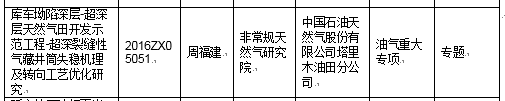 库车坳陷深层-超深
层天然气田开发示
范工程-超深裂缝性
气藏井筒失稳机理
及转向工艺优化研
究。
2016ZX0
5051
周福建
非常规天
然气研究
院
中国石油天
然气股份有
限公司塔里
木油田分公
司
油气重大
专项
专题